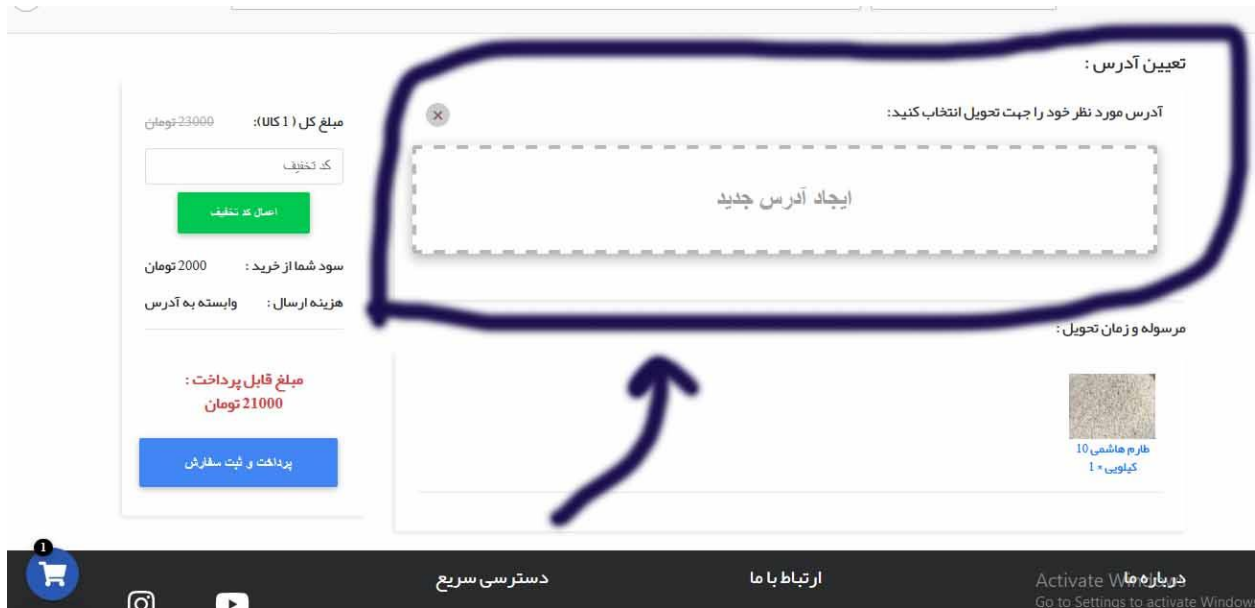 تعیین آدرس :
آدرس مورد نظر خود را جهت تحویل انتخاب کنید:
ایجاد آدرس جدید
مرسوله و زمان تحویل :
طارم هاشمی 10
کیلویی * 1
مبلغ کل ( 1 کالا): 23000 تومان
کد تخفیف
اعمال کد تخفیف
سود شما از خرید : 2000 تومان
هزینه ارسال : وابسته به آدرس
مبلغ قابل پرداخت :
21000 تومان
پرداخت و ثبت سفارش
1
درباره ما
ارتباط با ما
دسترسی سریع
Activate Windows
Go to Settings to activate Window